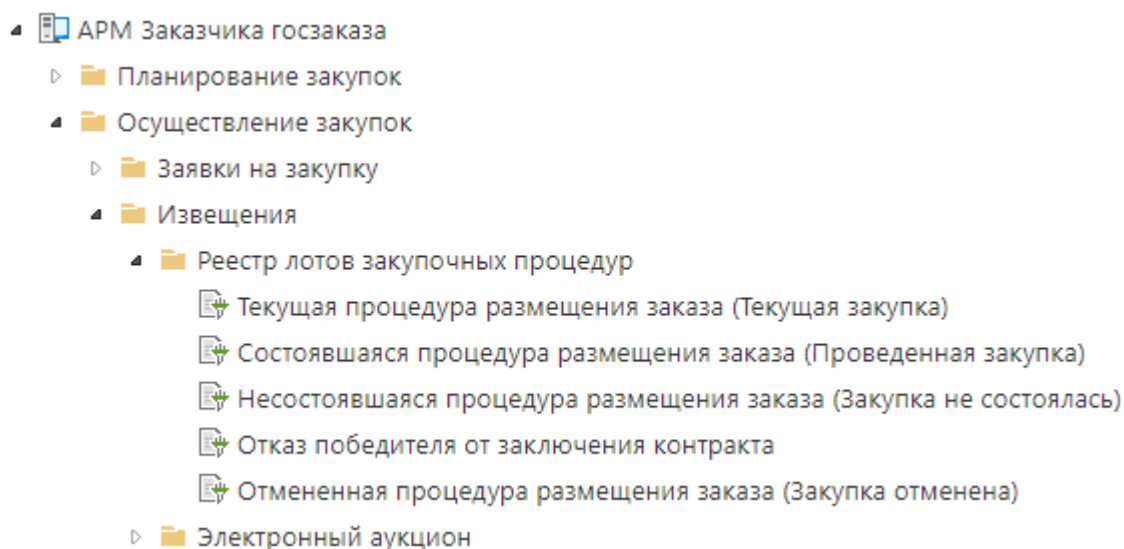 АРМ Заказчика госзаказа
Планирование закупок
Осуществление закупок
Заявки на закупку
Извещения
Реестр лотов закупочных процедур
Текущая процедура размещения заказа (Текущая закупка)
Состоявшаяся процедура размещения заказа (Проведенная закупка)
Несостоявшаяся процедура размещения заказа (Закупка не состоялась)
Отказ победителя от заключения контракта
Отмененная процедура размещения заказа (Закупка отменена)
Электронный аукцион